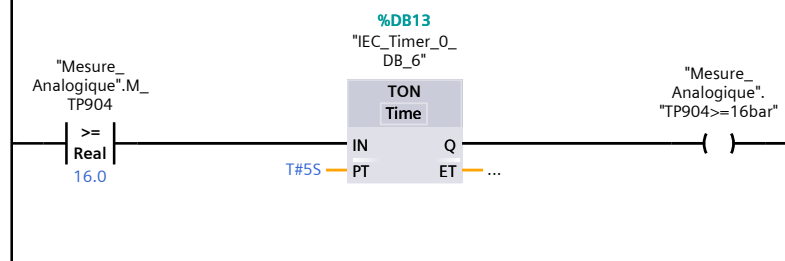 %DB13
"IEC_Timer_0_
DB_6"
"Mesure_
Analogique".M_
TP904
>=
Real
16.0
TON
Time
IN
Q
T#5S
PT
ET
...
"Mesure_
Analogique".
"TP904>=16bar"
( )